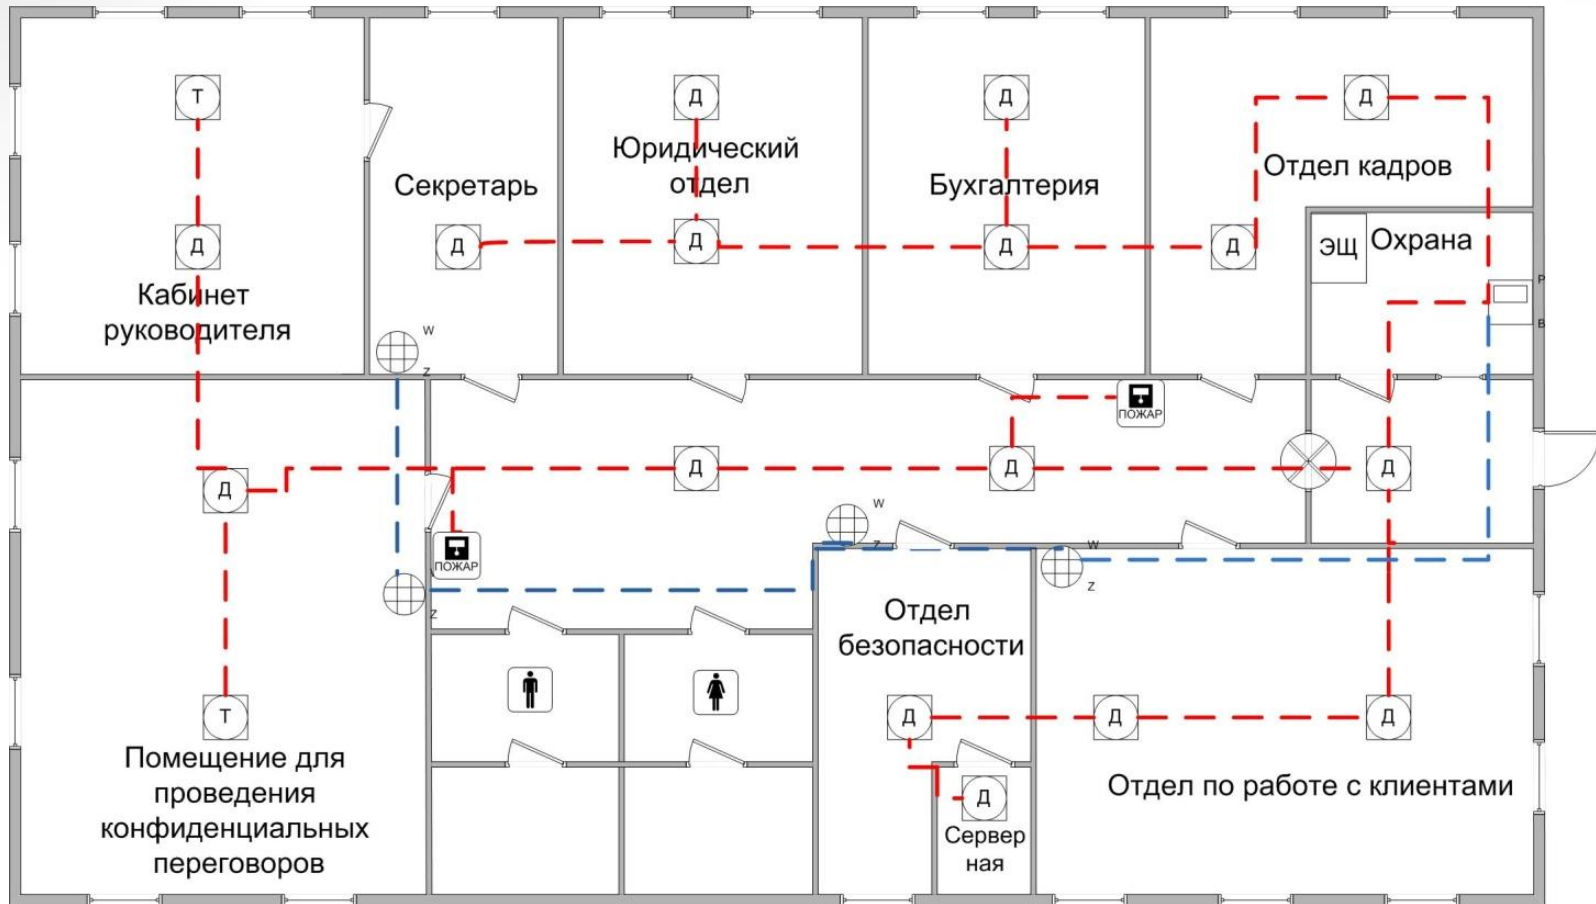 Т
Д
Д
Д
Юридический
отдел
Отдел кадров
Секретарь
Бухгалтерия
Д
Д
Д
Д
Д
ЭЩ
Охрана
P
B
Кабинет
руководителя
W
Z
ПОЖАР
Д
Д
Д
Д
W
Z
W
Z
ПОЖАР
Z
Отдел
безопасности
Т
Д
Д
Д
Помещение для
проведения
конфиденциальных
переговоров
Отдел по работе с клиентами
Д
Сервер
ная